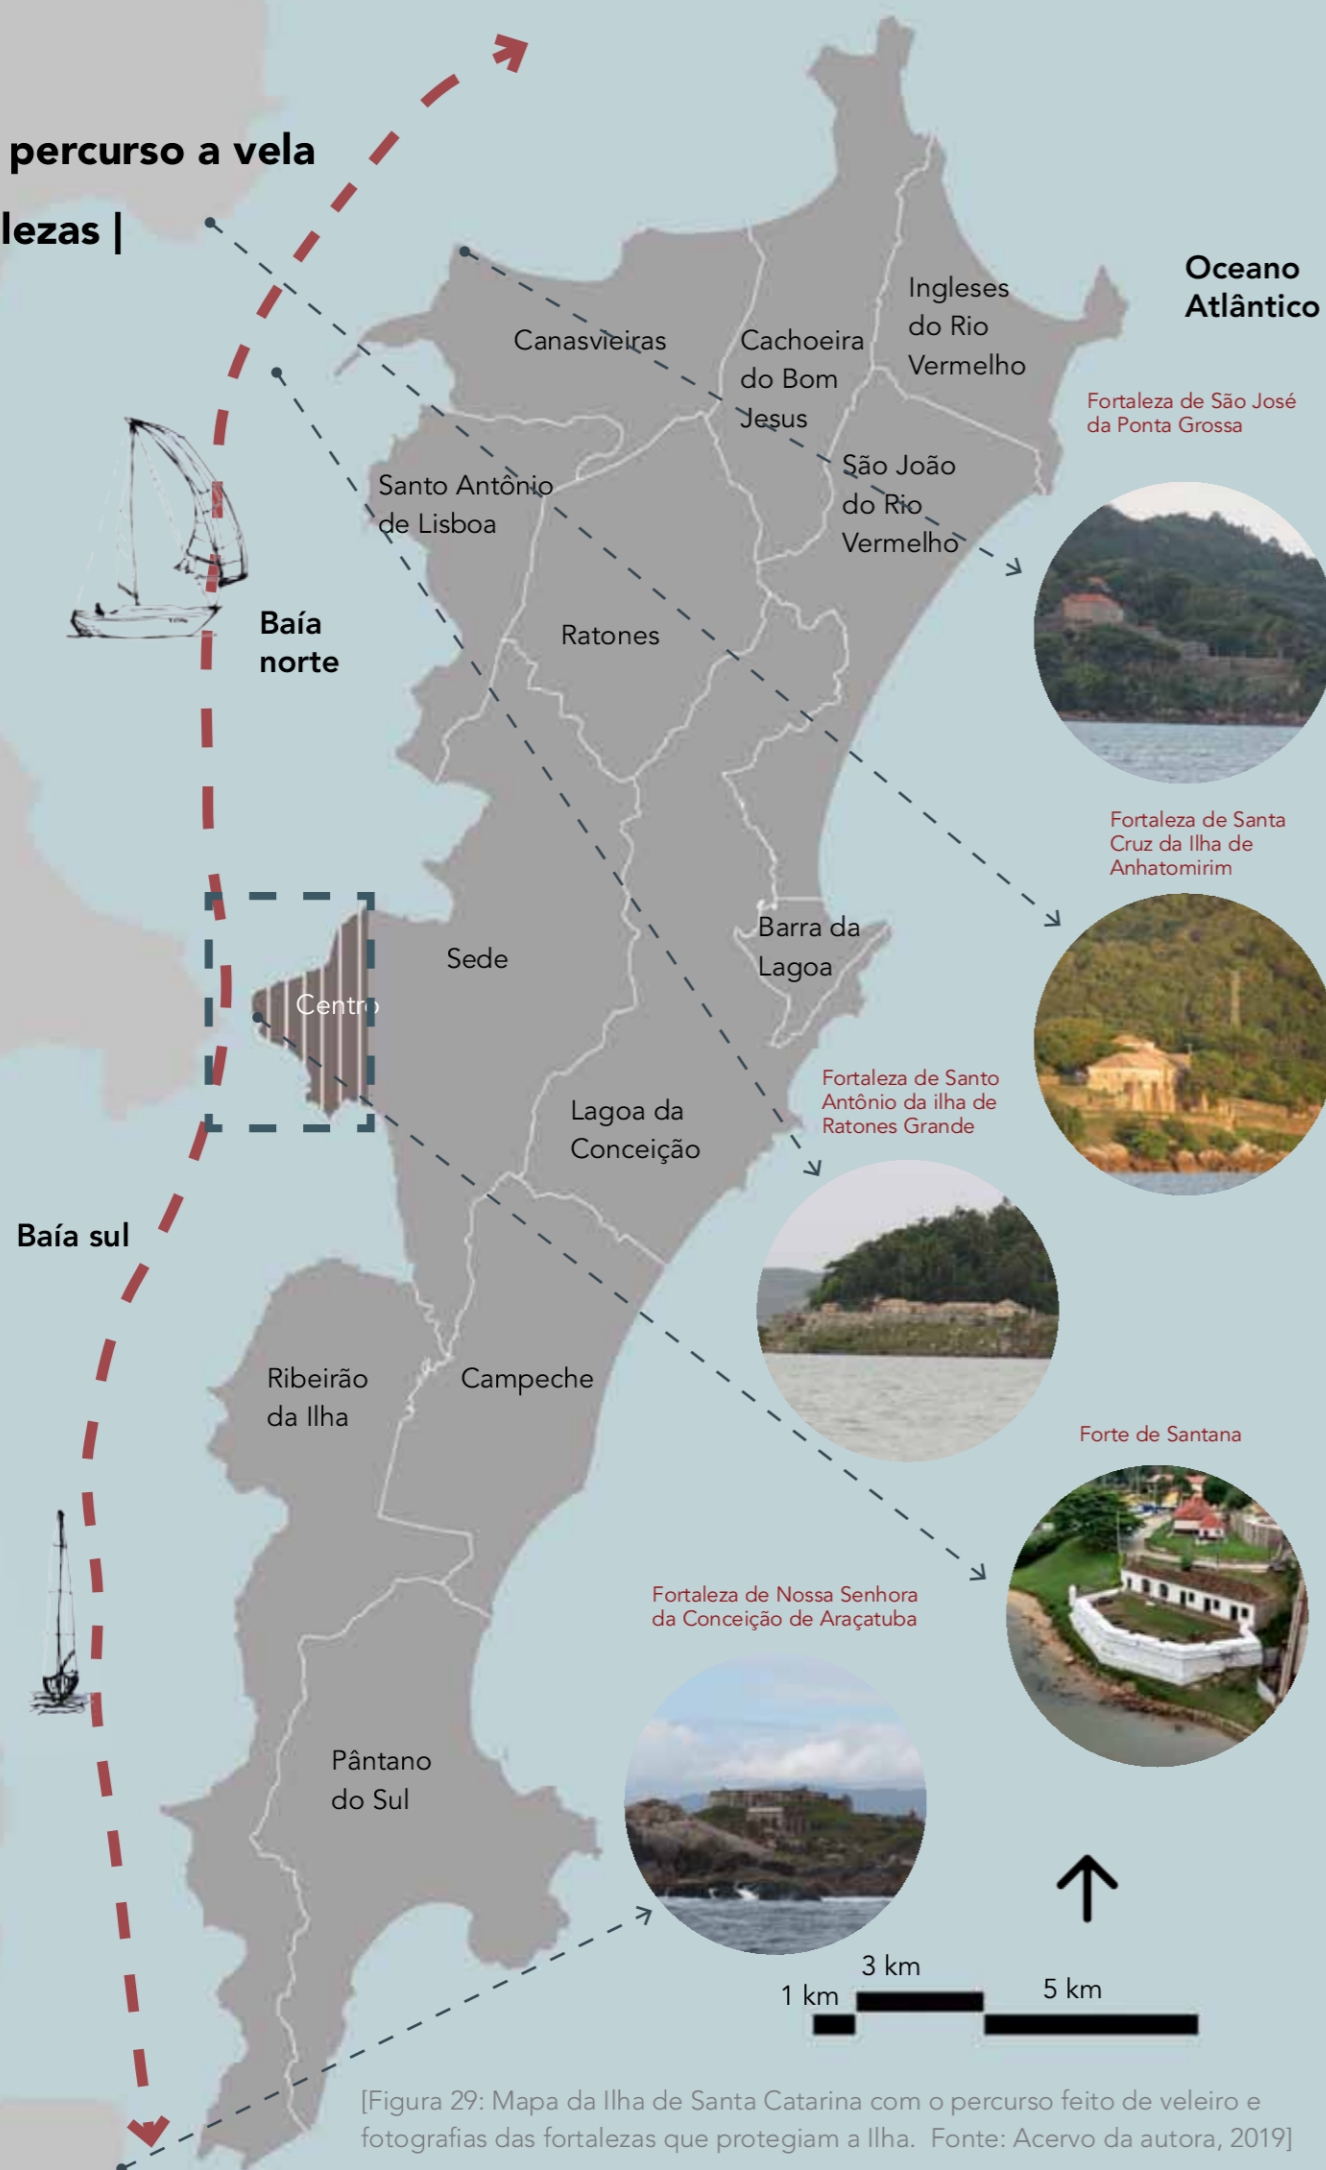 percurso a vela
lezas |
Oceano
Atlântico
Ingleses
do Rio
Vermelho
Canasvieiras
Cachoeira
do Bom
Jesus
Fortaleza de São José
da Ponta Grossa
São João
do Rio
Vermelho
Santo Antônio
de Lisboa
Baía
norte
Ratones
Fortaleza de Santa
Cruz da Ilha de
Anhatomirim
Barra da
Lagoa
Sede
Centro
Fortaleza de Santo
Antônio da ilha de
Ratones Grande
Lagoa da
Conceição
Baía sul
Ribeirão
da Ilha
Campeche
Forte de Santana
Fortaleza de Nossa Senhora
da Conceição de Araçatuba
Pântano
do Sul
3 km
1 km
5 km
[Figura 29: Mapa da Ilha de Santa Catarina com o percurso feito de veleiro e
fotografias das fortalezas que protegiam a Ilha. Fonte: Acervo da autora, 2019]